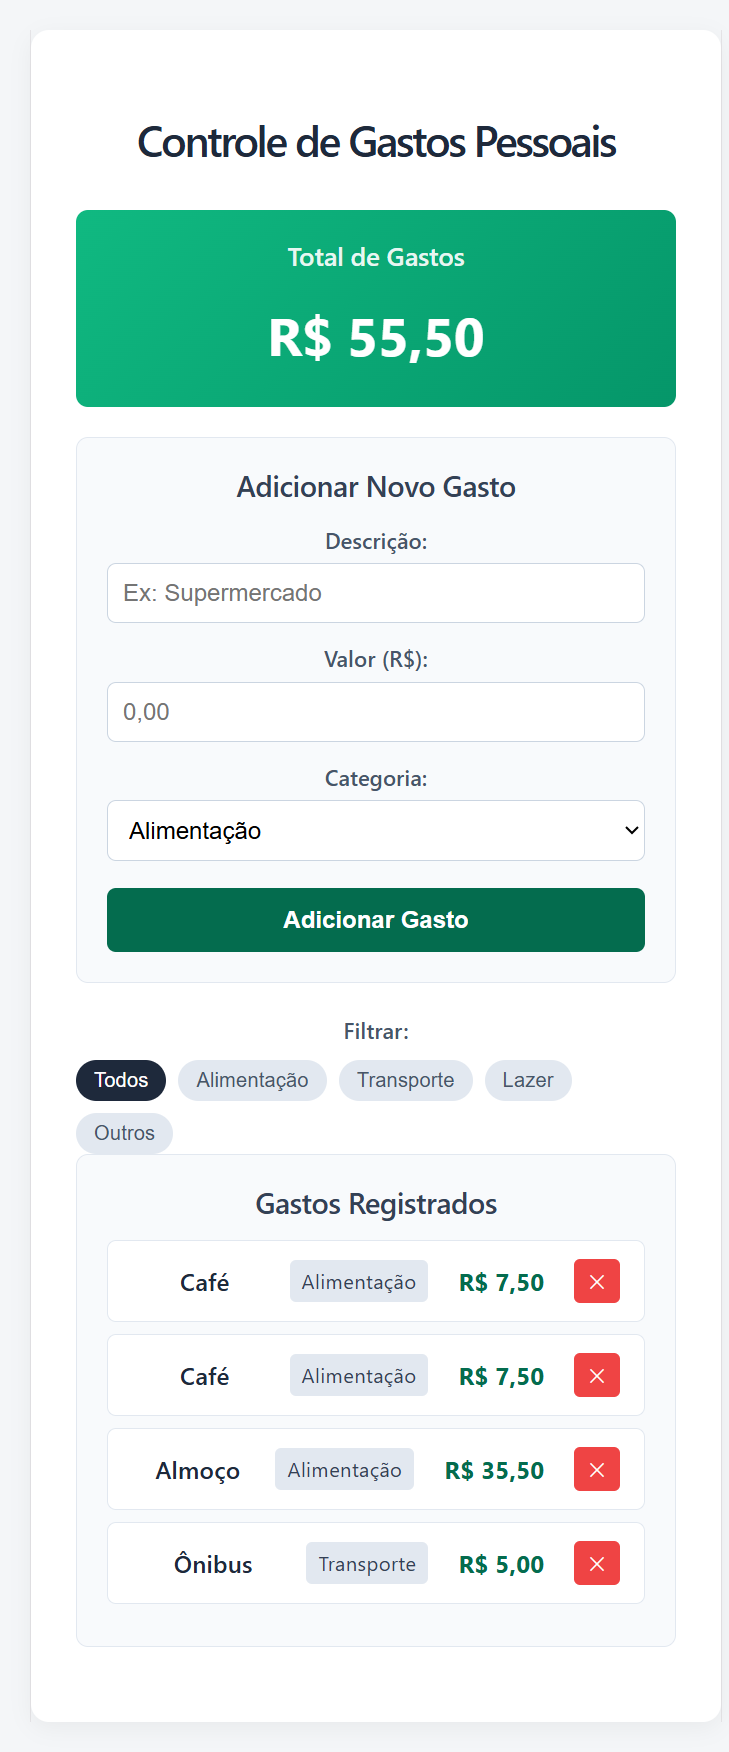 Controle de Gastos Pessoais
Total de Gastos
R$ 55,50
Adicionar Novo Gasto
Descrição:
Ex: Supermercado
Valor (R$):
0,00
Categoria:
Alimentação
Adicionar Gasto
Filtrar:
Todos Alimentação Transporte Lazer
Outros
Gastos Registrados
Café Alimentação R$ 7,50 ×
Café Alimentação R$ 7,50 ×
Almoço Alimentação R$ 35,50 ×
Ônibus Transporte R$ 5,00 ×